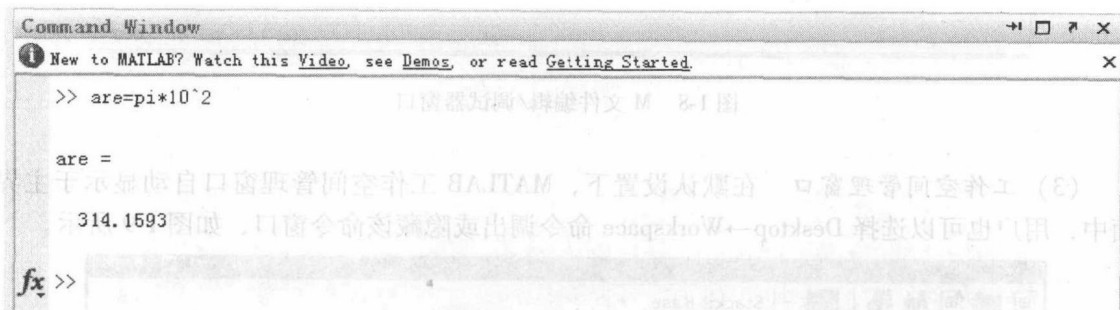 Command Window
New to MATLAB? Watch this Video, see Demos, or read Getting Started.
>> are=pi*10^2
are =
314.1593
fx >>
图1-8 M 文件编辑/调试器窗口
(3) 工作空间管理窗口 在默认设置下，MATLAB 工作空间管理窗口自动显示于主
中，用户也可以选择 Desktop→Workspace 命令调出或隐藏该命令窗口，如图